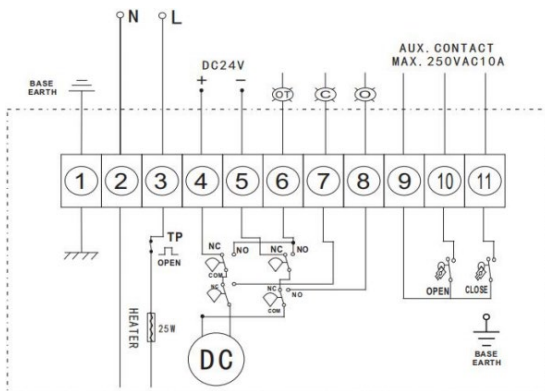 N L
DC24V
+ −
OT C O
AUX. CONTACT
MAX. 250VAC10A
BASE
EARTH
1 2 3 4 5 6 7 8 9 10 11
TP
OPEN
NC NO NO
COM
NC NC NO
COM
HEATER
25W
DC
OPEN CLOSE
BASE
EARTH